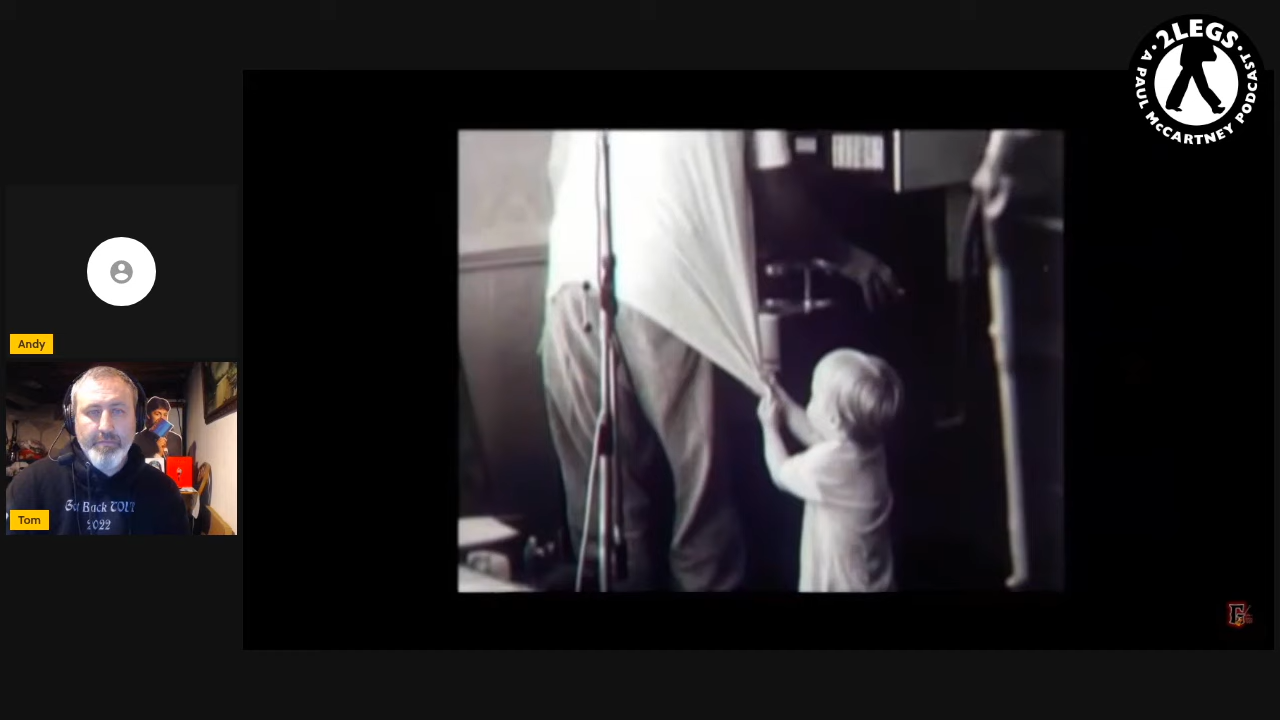 ·2LEGS·
A PAUL McCARTNEY PODCAST
Andy
Tom
Get Back TOUR
2022